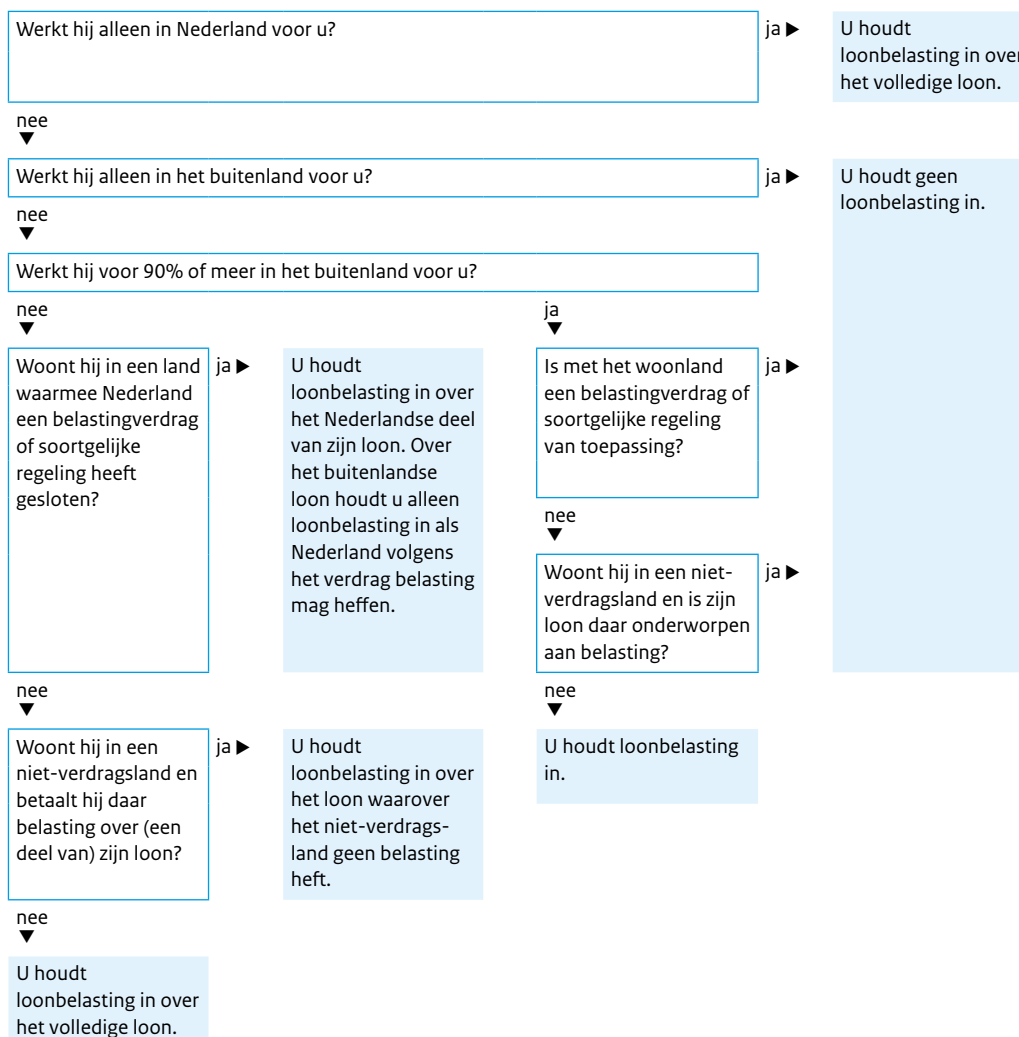 Werkt hij alleen in Nederland voor u?
ja ▶
U houdt
loonbelasting in over
het volledige loon.
nee
▼
Werkt hij alleen in het buitenland voor u?
ja ▶
U houdt geen
loonbelasting in.
nee
▼
Werkt hij voor 90% of meer in het buitenland voor u?
nee
▼
ja
▼
Woont hij in een land
waarmee Nederland
een belastingverdrag
of soortgelijke
regeling heeft
gesloten?
ja ▶
U houdt
loonbelasting in over
het Nederlandse deel
van zijn loon. Over
het buitenlandse
loon houdt u alleen
loonbelasting in als
Nederland volgens
het verdrag belasting
mag heffen.
Is met het woonland
een belastingverdrag of
soortgelijke regeling
van toepassing?
ja ▶
nee
▼
Woont hij in een niet-
verdragsland en is zijn
loon daar onderworpen
aan belasting?
ja ▶
nee
▼
nee
▼
Woont hij in een
niet-verdragsland en
betaalt hij daar
belasting over (een
deel van) zijn loon?
ja ▶
U houdt
loonbelasting in over
het loon waarover
het niet-verdrags-
land geen belasting
heft.
U houdt loonbelasting
in.
nee
▼
U houdt
loonbelasting in over
het volledige loon.